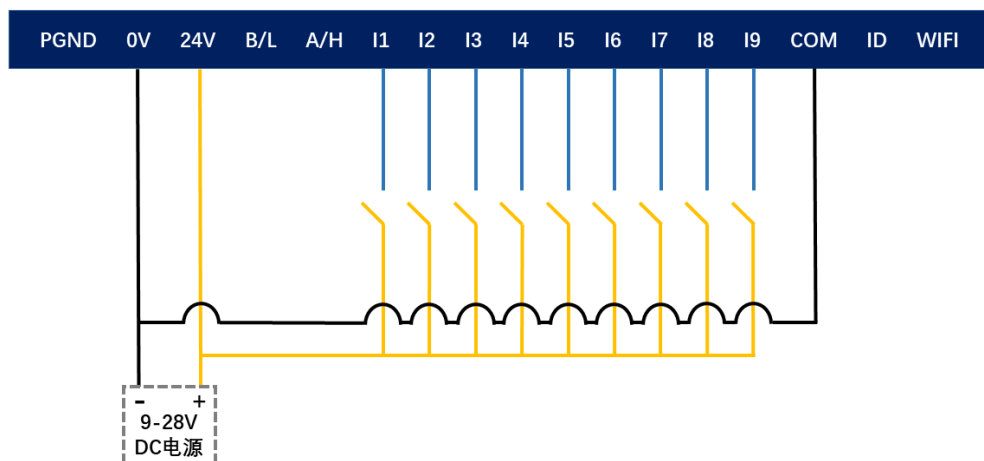 PGND 0V 24V B/L A/H I1 I2 I3 I4 I5 I6 I7 I8 I9 COM ID WIFI
- +
9-28V
DC电源